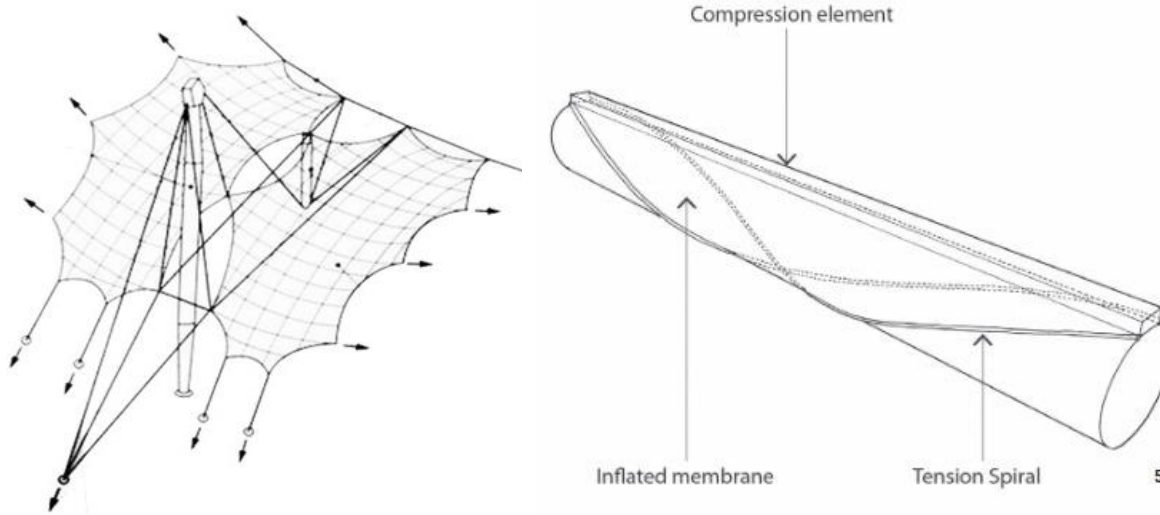 Compression element
Inflated membrane
Tension Spiral
5